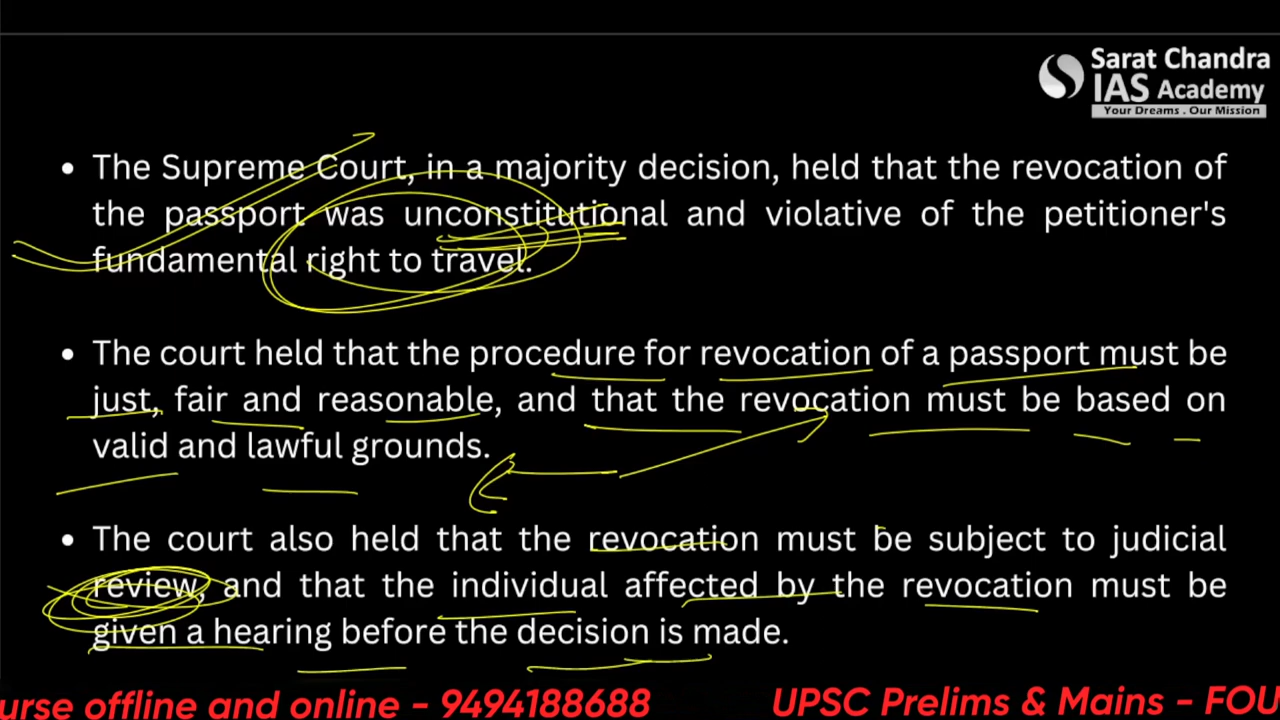 Sarat Chandra
IAS Academy
Your Dreams . Our Mission
• The Supreme Court, in a majority decision, held that the revocation of
the passport was unconstitutional and violative of the petitioner's
fundamental right to travel.
• The court held that the procedure for revocation of a passport must be
just, fair and reasonable, and that the revocation must be based on
valid and lawful grounds.
• The court also held that the revocation must be subject to judicial
review, and that the individual affected by the revocation must be
given a hearing before the decision is made.
urse offline and online - 9494188688 UPSC Prelims & Mains - FOU